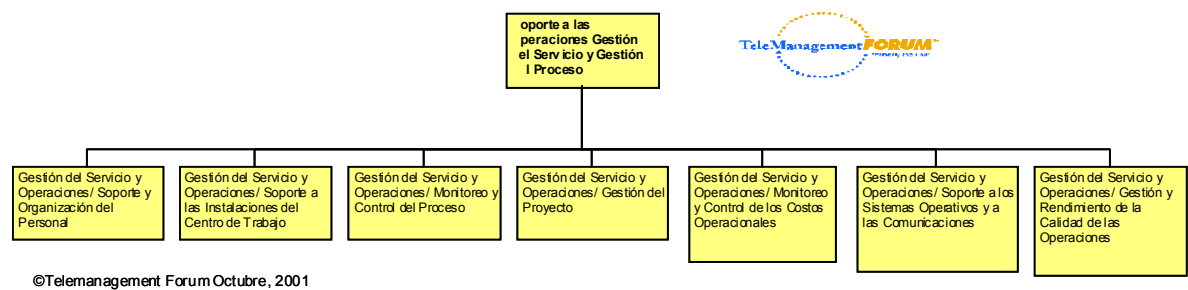 oporte a las
peraciones Gestión
el Servicio y Gestión
l Proceso
TeleManagement FORUM
Gestión del Servicio y
Operaciones/ Soporte y
Organización del
Personal
Gestión del Servicio y
Operaciones/ Soporte a
las Instalaciones del
Centro de Trabajo
Gestión del Servicio y
Operaciones/ Monitoreo y
Control del Proceso
Gestión del Servicio y
Operaciones/ Gestión del
Proyecto
Gestión del Servicio y
Operaciones/ Monitoreo
y Control de los Costos
Operacionales
Gestión del Servicio y
Operaciones/ Soporte a los
Sistemas Operativos y a
las Comunicaciones
Gestión del Servicio y
Operaciones/ Gestión y
Rendimiento de la
Calidad de las
Operaciones
©Telemanagement Forum Octubre, 2001